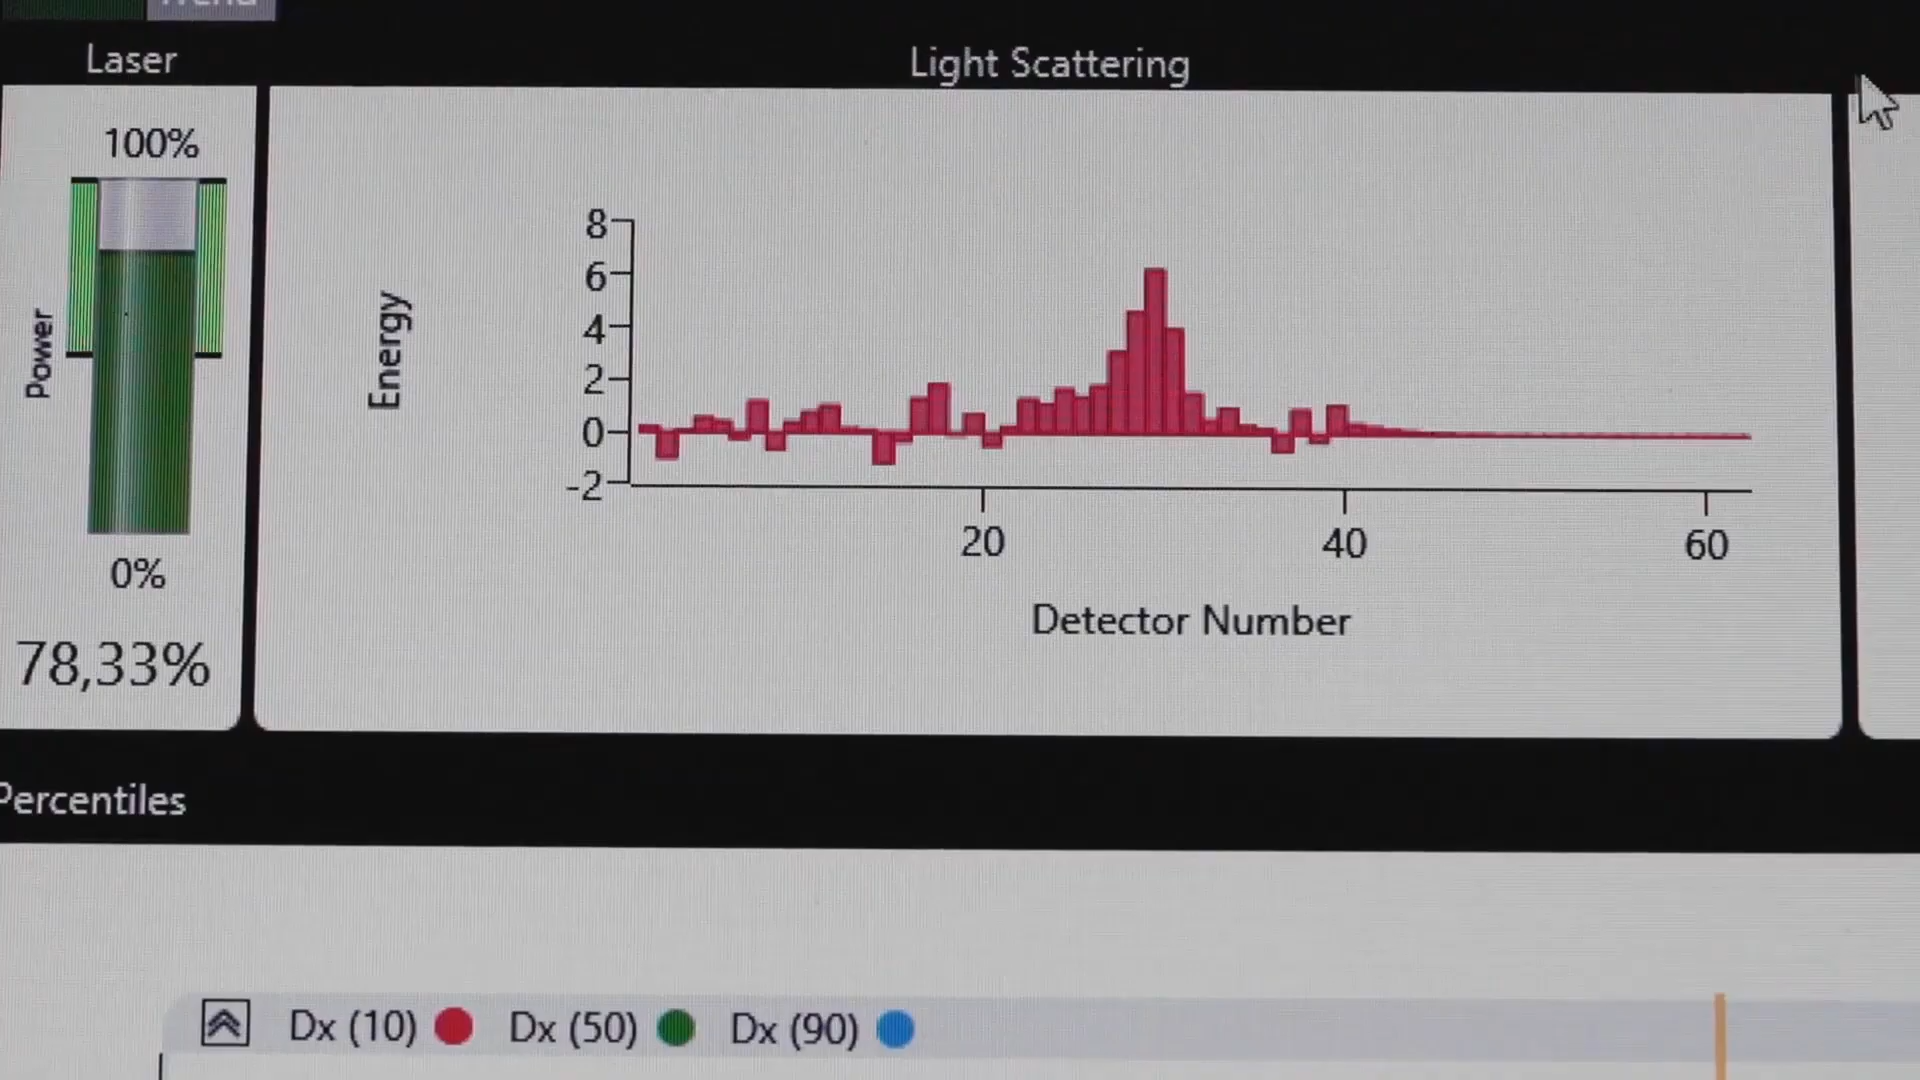 Trend
Laser
Light Scattering
100%
Power
0%
78,33%
Energy
8
6
4
2
0
-2
20 40 60
Detector Number
Percentiles
Dx (10) Dx (50) Dx (90)